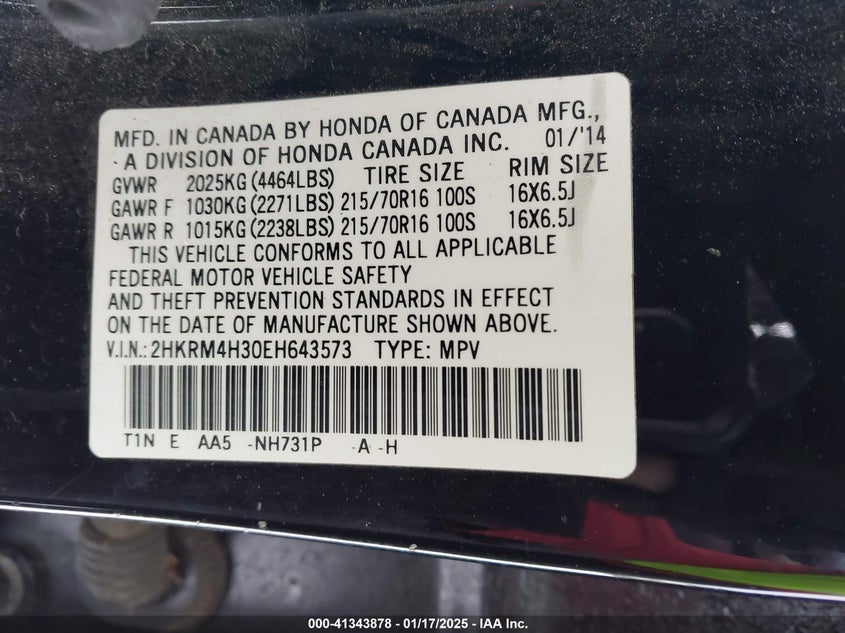 MFD. IN CANADA BY HONDA OF CANADA MFG.,
A DIVISION OF HONDA CANADA INC. 01/'14
GVWR 2025KG (4464LBS) TIRE SIZE RIM SIZE
GAWR F 1030KG (2271LBS) 215/70R16 100S 16X6.5J
GAWR R 1015KG (2238LBS) 215/70R16 100S 16X6.5J
THIS VEHICLE CONFORMS TO ALL APPLICABLE
FEDERAL MOTOR VEHICLE SAFETY
AND THEFT PREVENTION STANDARDS IN EFFECT
ON THE DATE OF MANUFACTURE SHOWN ABOVE.
V.I.N.: 2HKRM4H30EH643573 TYPE: MPV
T1N E AA5 -NH731P -A -H
000-41343878 - 01/17/2025 - IAA Inc.